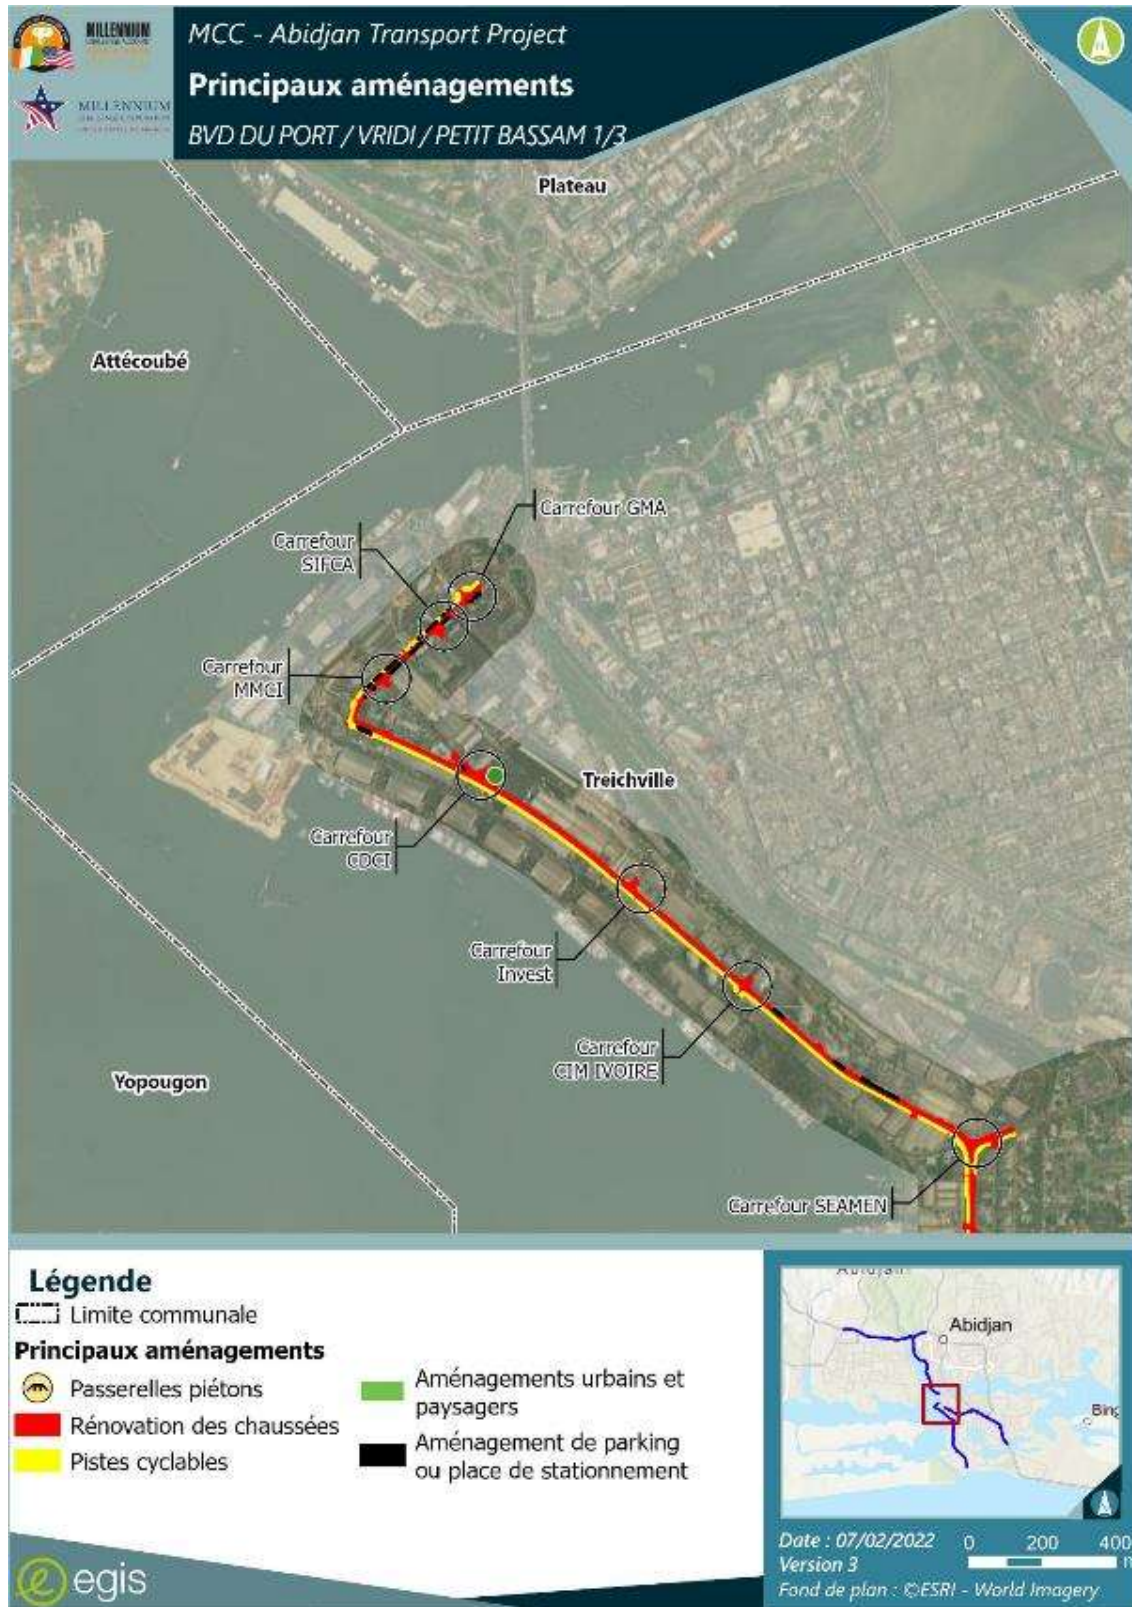 MILLENNIUM
MCC - Abidjan Transport Project
Principaux aménagements
MILLENNIUM
BVD DU PORT / VRIDI / PETIT BASSAM 1/3
N
Plateau
Attécoubé
Carrefour GMA
Carrefour
SIFCA
Carrefour
MMCI
Treichville
Carrefour
CDCI
Carrefour
Invest
Carrefour
CIM IVOIRE
Yopougon
Carrefour SEAMEN
Légende
Limite communale
Principaux aménagements
Passerelles piétons
Rénovation des chaussées
Pistes cyclables
Aménagements urbains et
paysagers
Aménagement de parking
ou place de stationnement
Abidjan
Abidjan
Bing
Date : 07/02/2022
Version 3
0 200 400
m
Fond de plan : ©ESRI - World Imagery
egis